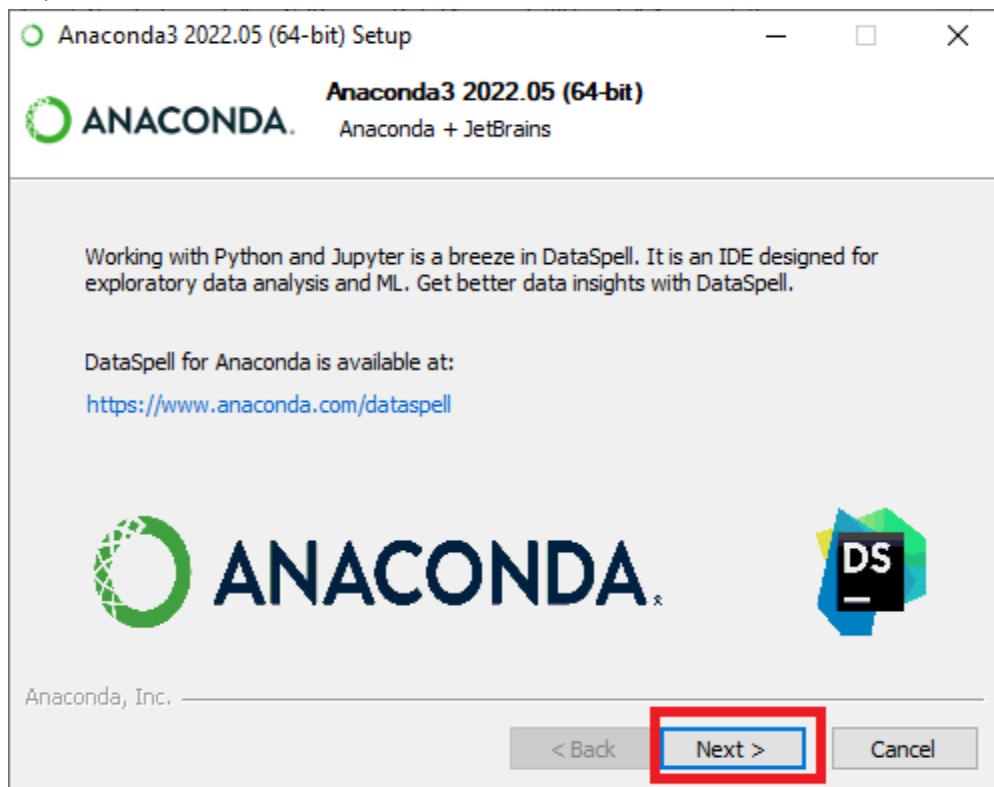 Anaconda3 2022.05 (64-bit) Setup
ANACONDA.
Anaconda3 2022.05 (64-bit)
Anaconda + JetBrains
Working with Python and Jupyter is a breeze in DataSpell. It is an IDE designed for
exploratory data analysis and ML. Get better data insights with DataSpell.
DataSpell for Anaconda is available at:
https://www.anaconda.com/dataspell
ANACONDA.
DS
Anaconda, Inc.
< Back
Next >
Cancel